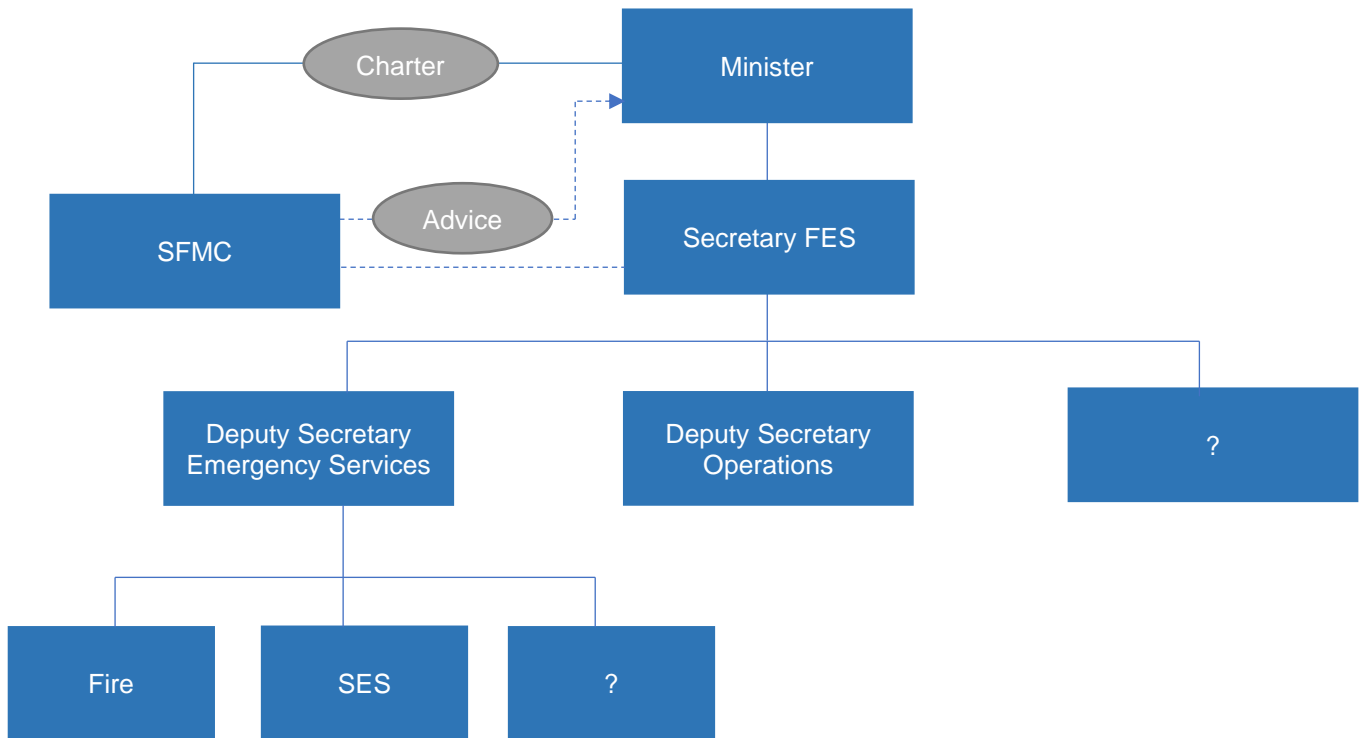 Charter
Minister
Advice
SFMC
Secretary FES
Deputy Secretary
Emergency Services
Deputy Secretary
Operations
?
Fire
SES
?